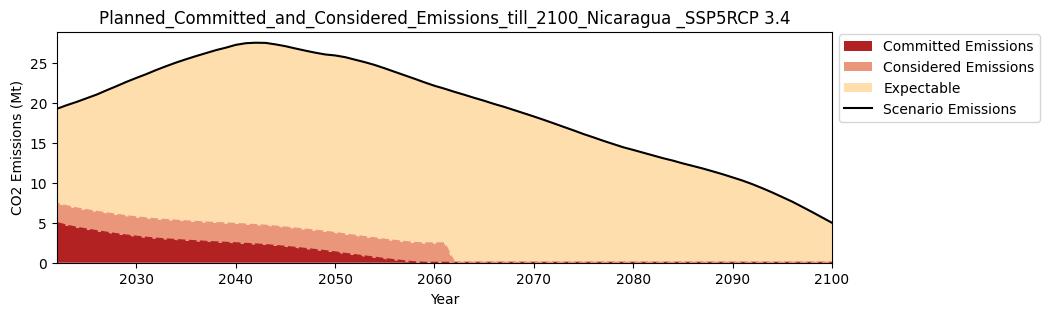 Planned_Committed_and_Considered_Emissions_till_2100_Nicaragua _SSP5RCP 3.4
CO2 Emissions (Mt)
25
20
15
10
5
0
2030 2040 2050 2060 2070 2080 2090 2100
Year
Committed Emissions
Considered Emissions
Expectable
Scenario Emissions